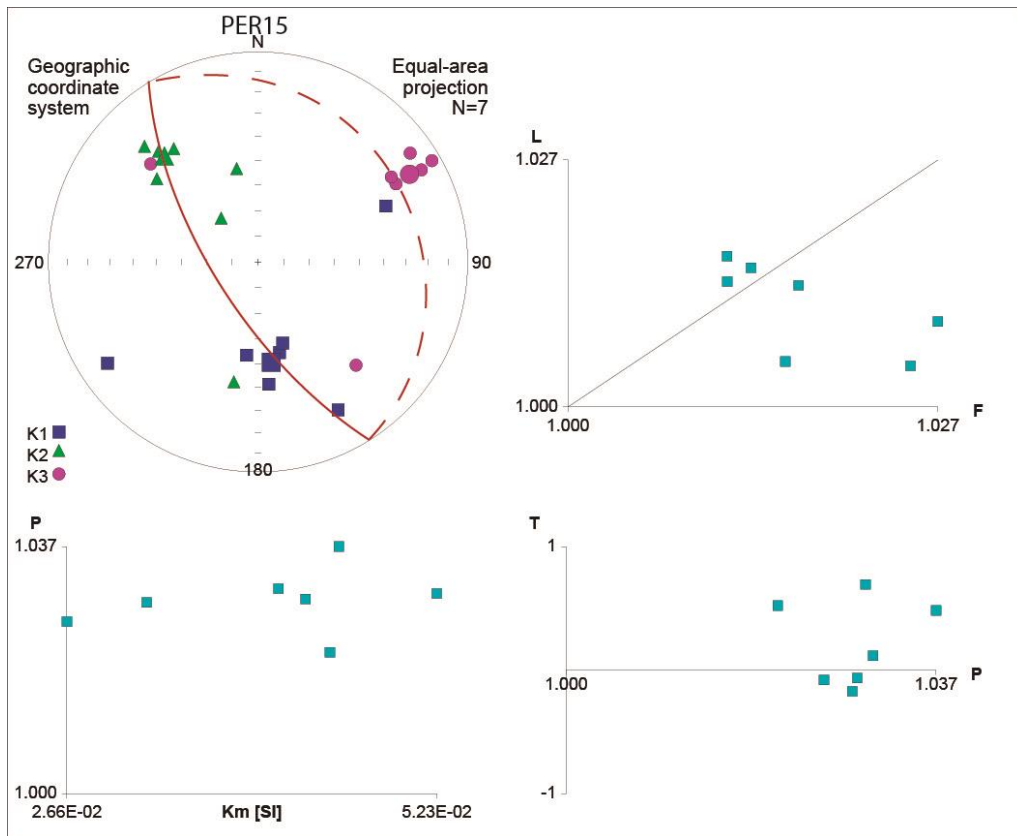 PER15
N
Geographic
coordinate
system
Equal-area
projection
N=7
270
90
180
K1
K2
K3
L
1.027
1.000
1.000
F
1.027
P
1.037
1.000
2.66E-02
Km [SI]
5.23E-02
T
1
1.000
1.037
P
-1